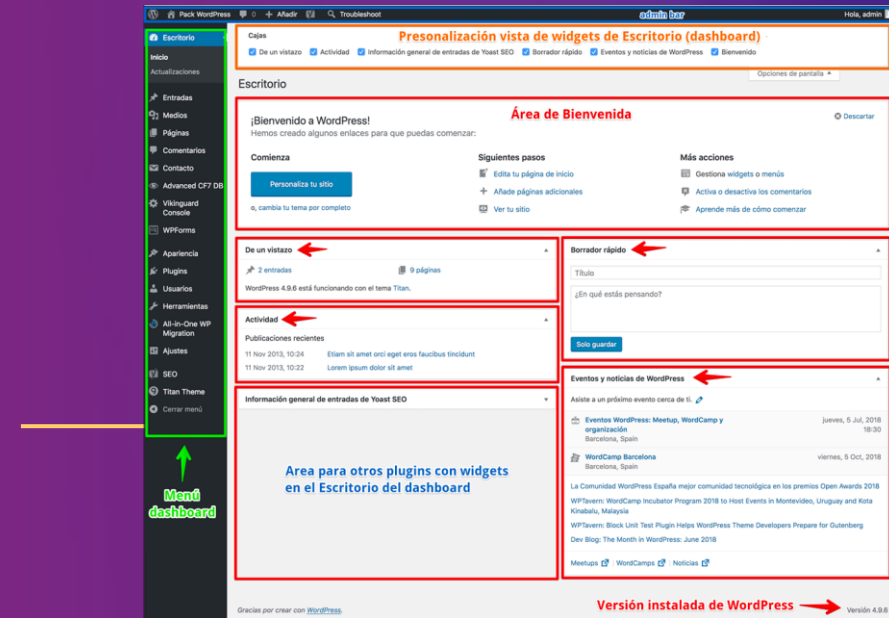 Pack WordPress 0 + Añadir Troubleshoot admin bar Hola, admin
Cajas
Presonalización vista de widgets de Escritorio (dashboard)
De un vistazo Actividad Información general de entradas de Yoast SEO Borrador rápido Eventos y noticias de WordPress Bienvenido
Opciones de pantalla
Escritorio
Inicio
Actualizaciones
Entradas
Medios
Páginas
Comentarios
Contacto
Advanced CF7 DB
Vikinguard
Console
WPForms
Apariencia
Plugins
Usuarios
Herramientas
All-in-One WP
Migration
Ajustes
SEO
Titan Theme
Cerrar menú
Menú
dashboard
Escritorio
Área de Bienvenida
Descartar
¡Bienvenido a WordPress!
Hemos creado algunos enlaces para que puedas comenzar:
Comienza
Personaliza tu sitio
o, cambia tu tema por completo
Siguientes pasos
Edita tu página de inicio
Añade páginas adicionales
Ver tu sitio
Más acciones
Gestiona widgets o menús
Activa o desactiva los comentarios
Aprende más de cómo comenzar
De un vistazo
2 entradas 9 páginas
WordPress 4.9.6 está funcionando con el tema Titan.
Actividad
Publicaciones recientes
11 Nov 2013, 10:24 Etiam sit amet orci eget eros faucibus tincidunt
11 Nov 2013, 10:22 Lorem ipsum dolor sit amet
Información general de entradas de Yoast SEO
Area para otros plugins con widgets
en el Escritorio del dashboard
Borrador rápido
Título
¿En qué estás pensando?
Solo guardar
Eventos y noticias de WordPress
Asiste a un próximo evento cerca de ti.
Eventos WordPress: Meetup, WordCamp y jueves, 5 Jul, 2018
organización 18:30
Barcelona, Spain
WordCamp Barcelona viernes, 5 Oct, 2018
Barcelona, Spain
La Comunidad WordPress España mejor comunidad tecnológica en los premios Open Awards 2018
WPTavern: WordCamp Incubator Program 2018 to Host Events in Montevideo, Uruguay and Kota
Kinabalu, Malaysia
WPTavern: Block Unit Test Plugin Helps WordPress Theme Developers Prepare for Gutenberg
Dev Blog: The Month in WordPress: June 2018
Meetups WordCamps Noticias
Gracias por crear con WordPress.
Versión instalada de WordPress Versión 4.9.6